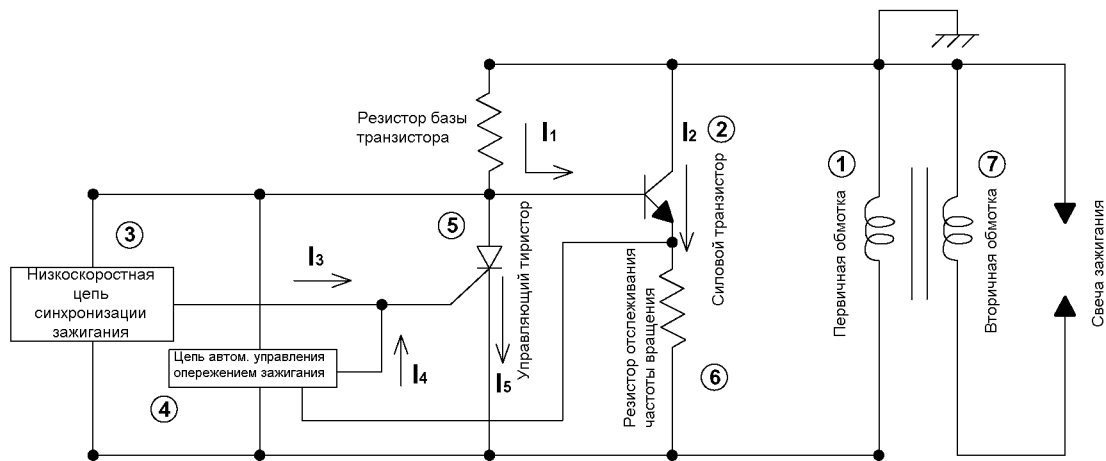 Резистор базы
транзистора
I1
I2
2
Силовой транзистор
1
Первичная обмотка
7
Вторичная обмотка
Свеча зажигания
3
Низкоскоростная
цепь
синхронизации
зажигания
I3
5
Управляющий тиристор
Цепь автом. управления
опережением зажигания
4
I4
I5
Резистор отслеживания
частоты вращения
6